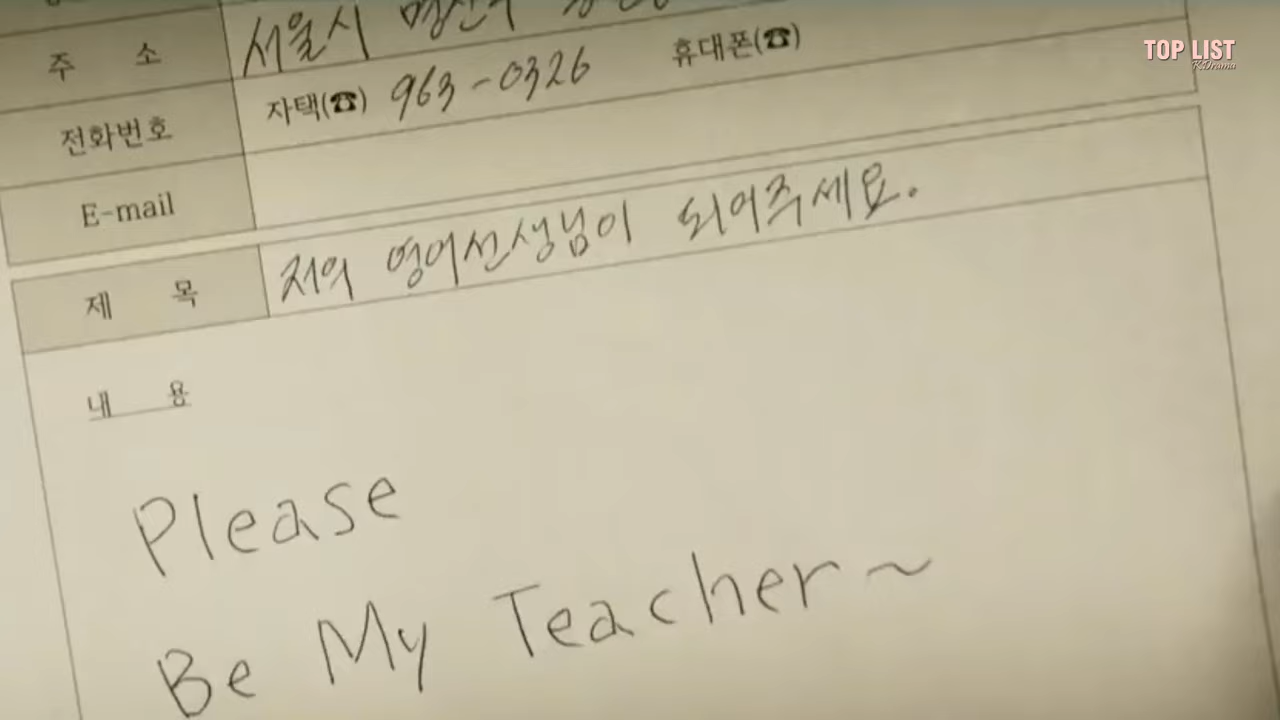 주 소 서울시
TOP LIST
K.Drama
전화번호 자택(☎) 963-0326 휴대폰(☎)
E-mail
제 목 저의 영어선생님이 되어주세요.
내 용
Please
Be My Teacher~